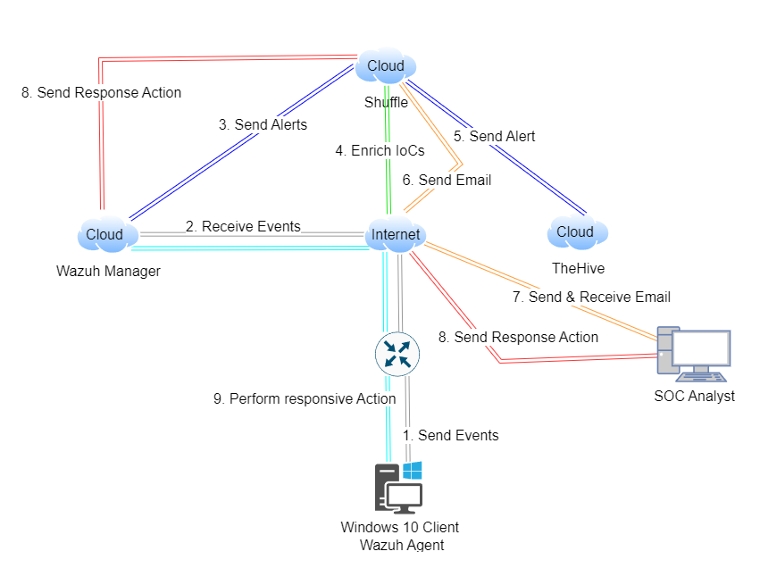 Cloud
Shuffle
8. Send Response Action
3. Send Alerts
5. Send Alert
4. Enrich IoCs
6. Send Email
2. Receive Events
Cloud
Wazuh Manager
Internet
Cloud
TheHive
7. Send & Receive Email
8. Send Response Action
SOC Analyst
9. Perform responsive Action
1. Send Events
Windows 10 Client
Wazuh Agent